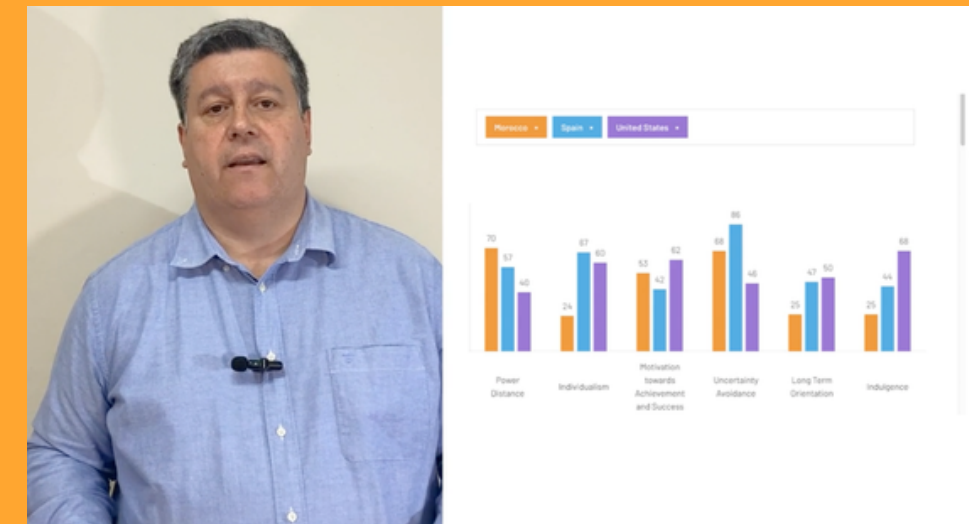 Morocco × Spain × United States ×
86
70 67 68 68
57 60 53 62
40 42 46 47 50 44
24 25 25
Motivation
Power Individualism towards Uncertainty Long Term Indulgence
Distance Achievement Avoidance Orientation
and Success